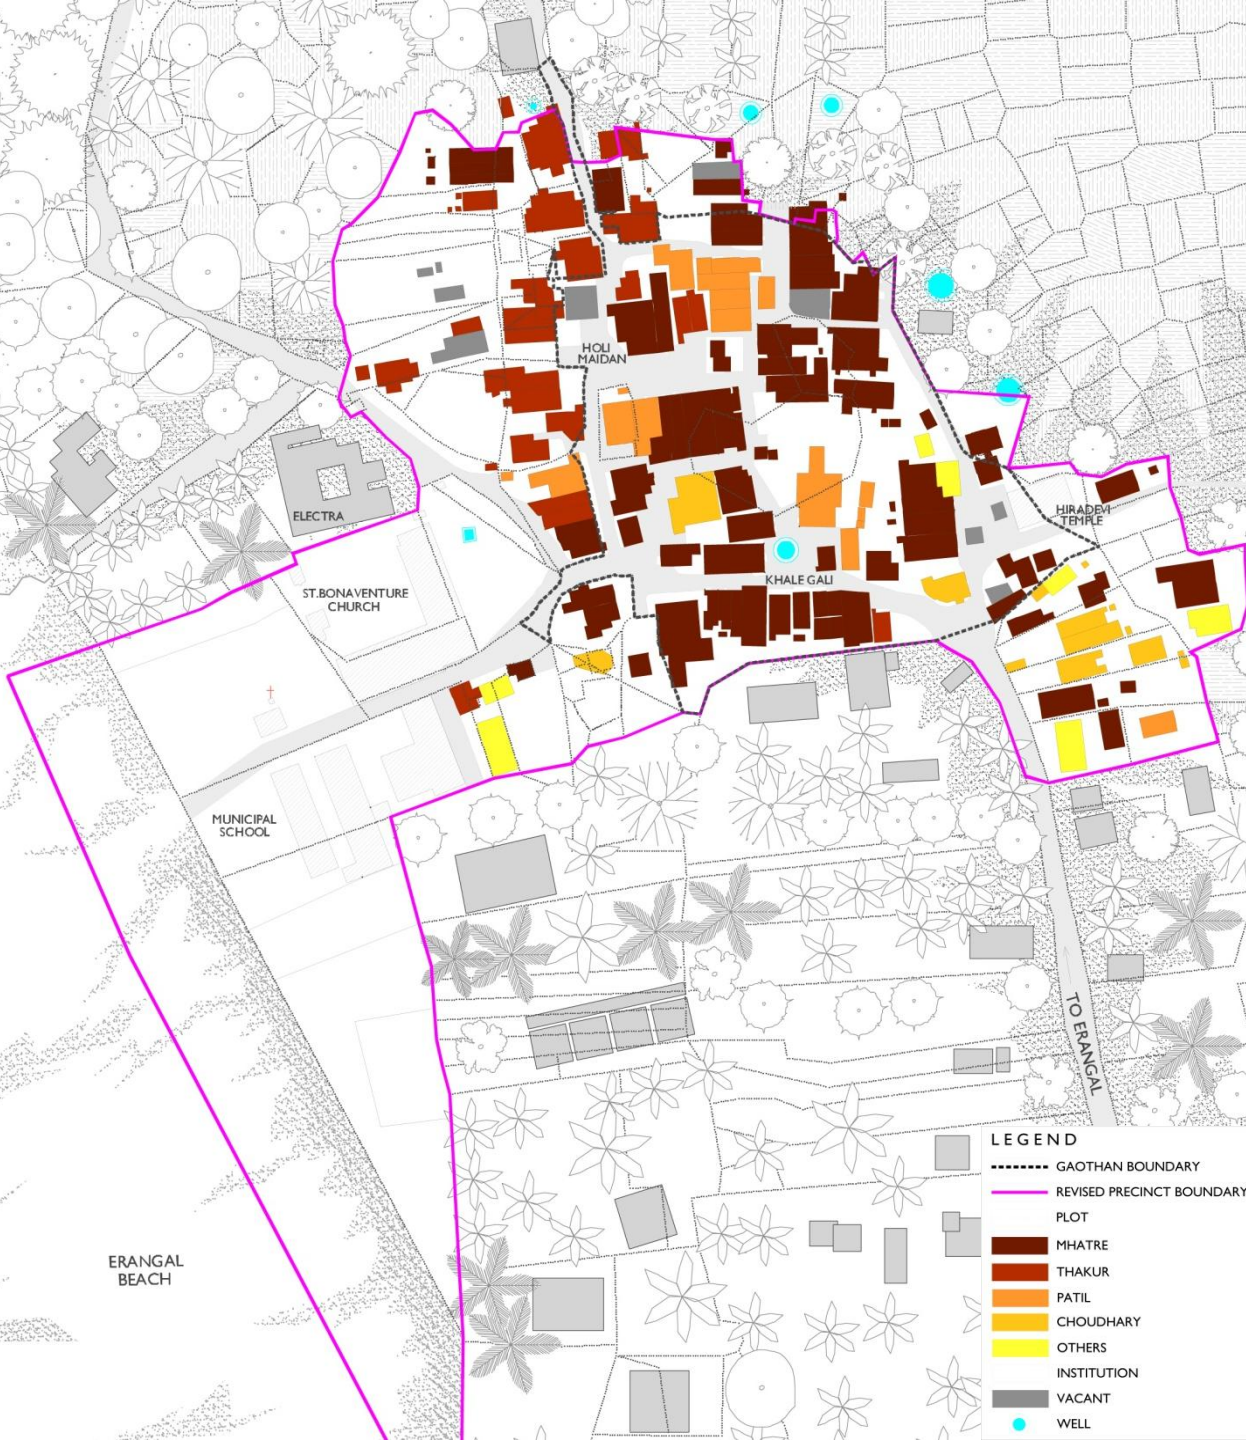 HOLI
MAIDAN
ELECTRA
HIRADEVI
TEMPLE
KHALE GALI
ST.BONAVENTURE
CHURCH
MUNICIPAL
SCHOOL
TO ERANGAL
ERANGAL
BEACH
LEGEND
GAOTHAN BOUNDARY
REVISED PRECINCT BOUNDARY
PLOT
MHATRE
THAKUR
PATIL
CHOUDHARY
OTHERS
INSTITUTION
VACANT
WELL